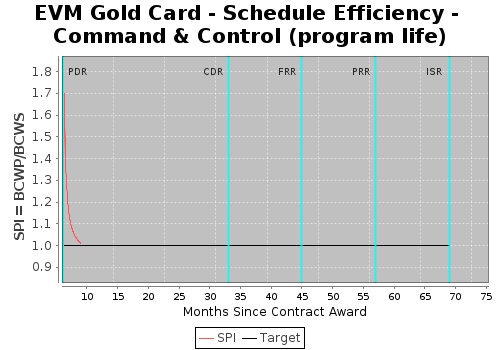 EVM Gold Card - Schedule Efficiency -
Command & Control (program life)
PDR CDR FRR PRR ISR
1.8
1.7
1.6
1.5
1.4
1.3
1.2
1.1
1.0
0.9
SPI = BCWP/BCWS
10 15 20 25 30 35 40 45 50 55 60 65 70 75
Months Since Contract Award
SPI Target